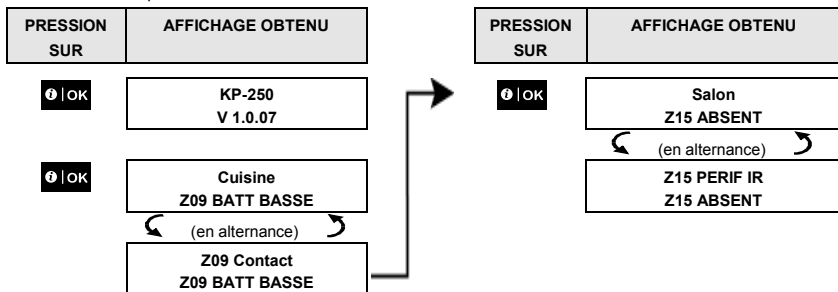 PRESSION SUR
AFFICHAGE OBTENU
i | OK
KP-250
V 1.0.07
i | OK
Cuisine
Z09 BATT BASSE
(en alternance)
Z09 Contact
Z09 BATT BASSE
PRESSION SUR
AFFICHAGE OBTENU
i | OK
Salon
Z15 ABSENT
(en alternance)
Z15 PERIF IR
Z15 ABSENT